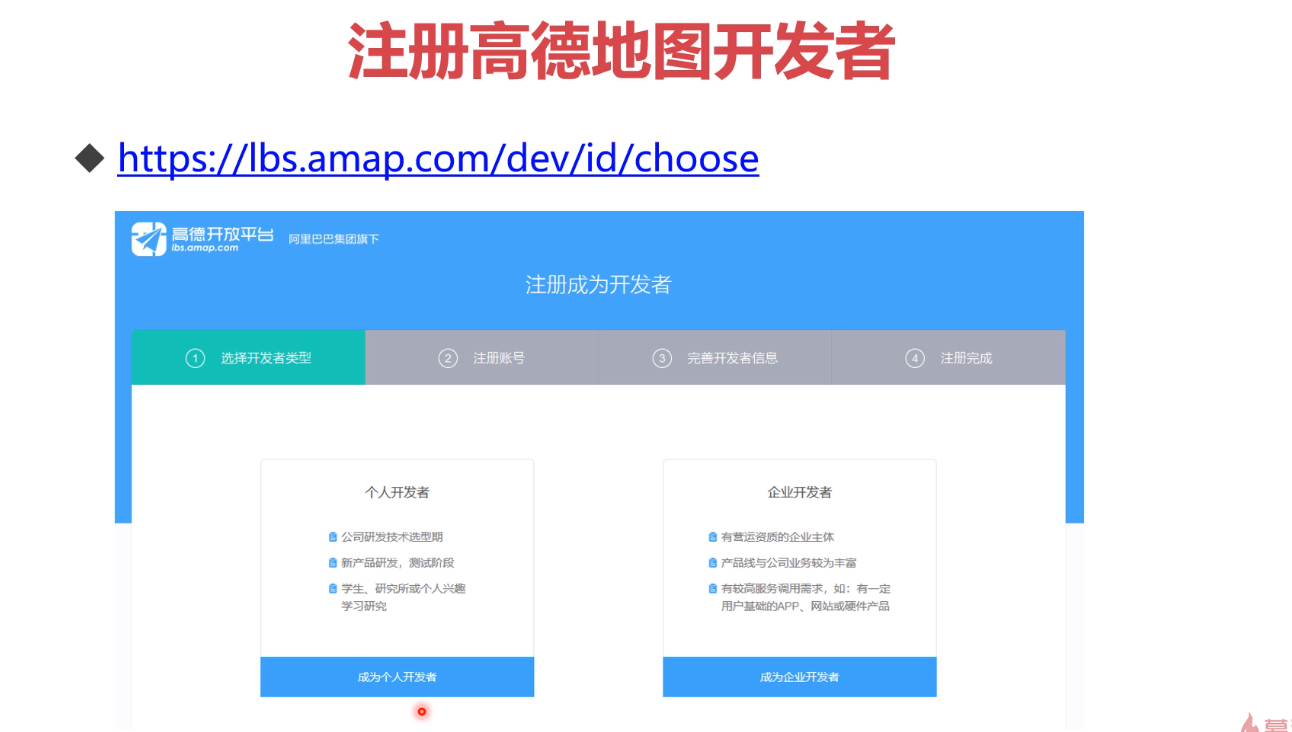 注册高德地图开发者
https://lbs.amap.com/dev/id/choose
高德开放平台 阿里巴巴集团旗下
lbs.amap.com
注册成为开发者
1 选择开发者类型 2 注册账号 3 完善开发者信息 4 注册完成
个人开发者
公司研发技术选型期
新产品研发，测试阶段
学生、研究所或个人兴趣
学习研究
成为个人开发者
企业开发者
有营运资质的企业主体
产品线与公司业务较为丰富
有较高服务调用需求，如：有一定
用户基础的APP、网站或硬件产品
成为企业开发者